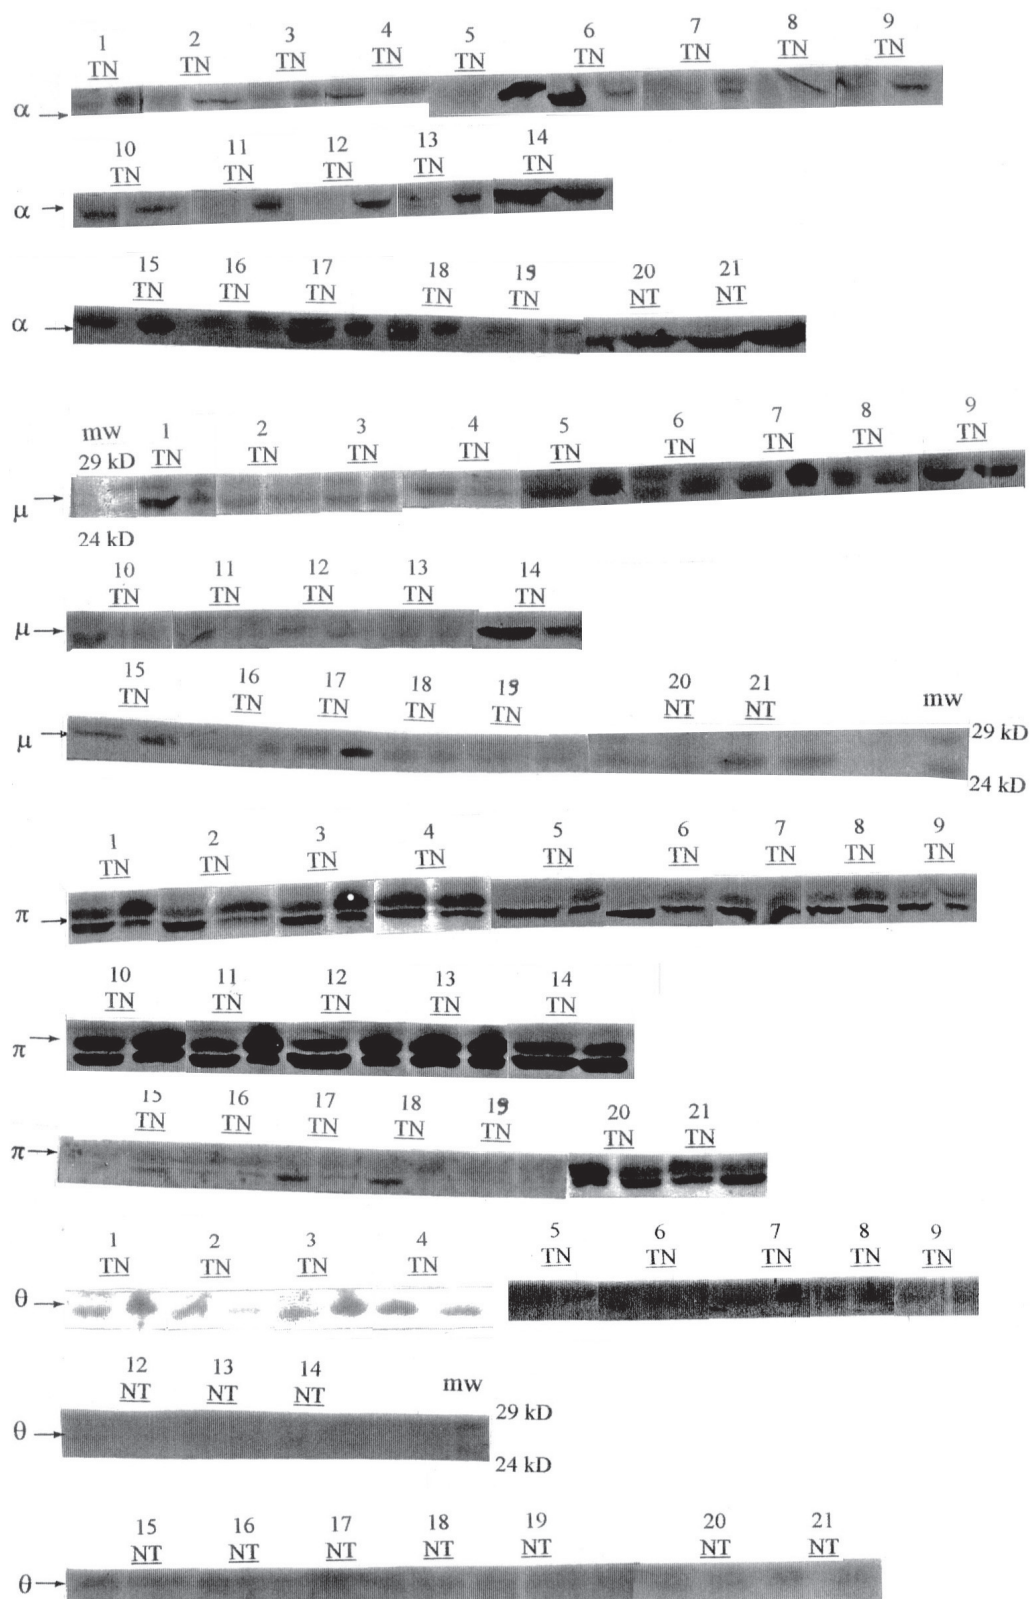 1 2 3 4 5 6 7 8 9
TN TN TN TN TN TN TN TN TN
α
10 11 12 13 14
TN TN TN TN TN
α
15 16 17 18 19 20 21
TN TN TN TN TN NT NT
α
mw 1 2 3 4 5 6 7 8 9
29 kD TN TN TN TN TN TN TN TN TN
μ
24 kD
10 11 12 13 14
TN TN TN TN TN
μ
15 16 17 18 19 20 21 mw
TN TN TN TN TN NT NT
μ 29 kD
24 kD
1 2 3 4 5 6 7 8 9
TN TN TN TN TN TN TN TN TN
π
10 11 12 13 14
TN TN TN TN TN
π
15 16 17 18 19 20 21
TN TN TN TN TN TN TN
π
1 2 3 4 5 6 7 8 9
TN TN TN TN TN TN TN TN TN
θ
12 13 14 mw
NT NT NT 29 kD
θ
24 kD
15 16 17 18 19 20 21
NT NT NT NT NT NT NT
θ